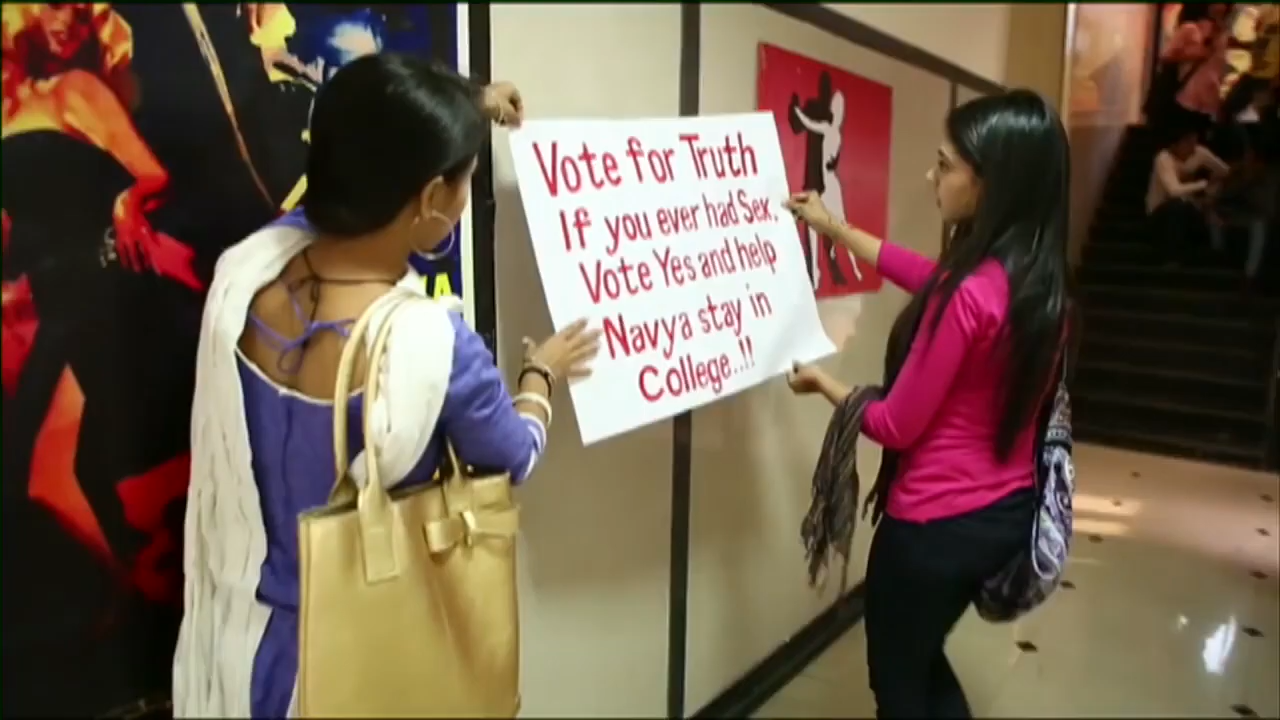 Vote for Truth
If you ever had Sex,
Vote Yes and help
Navya stay in
College..!!